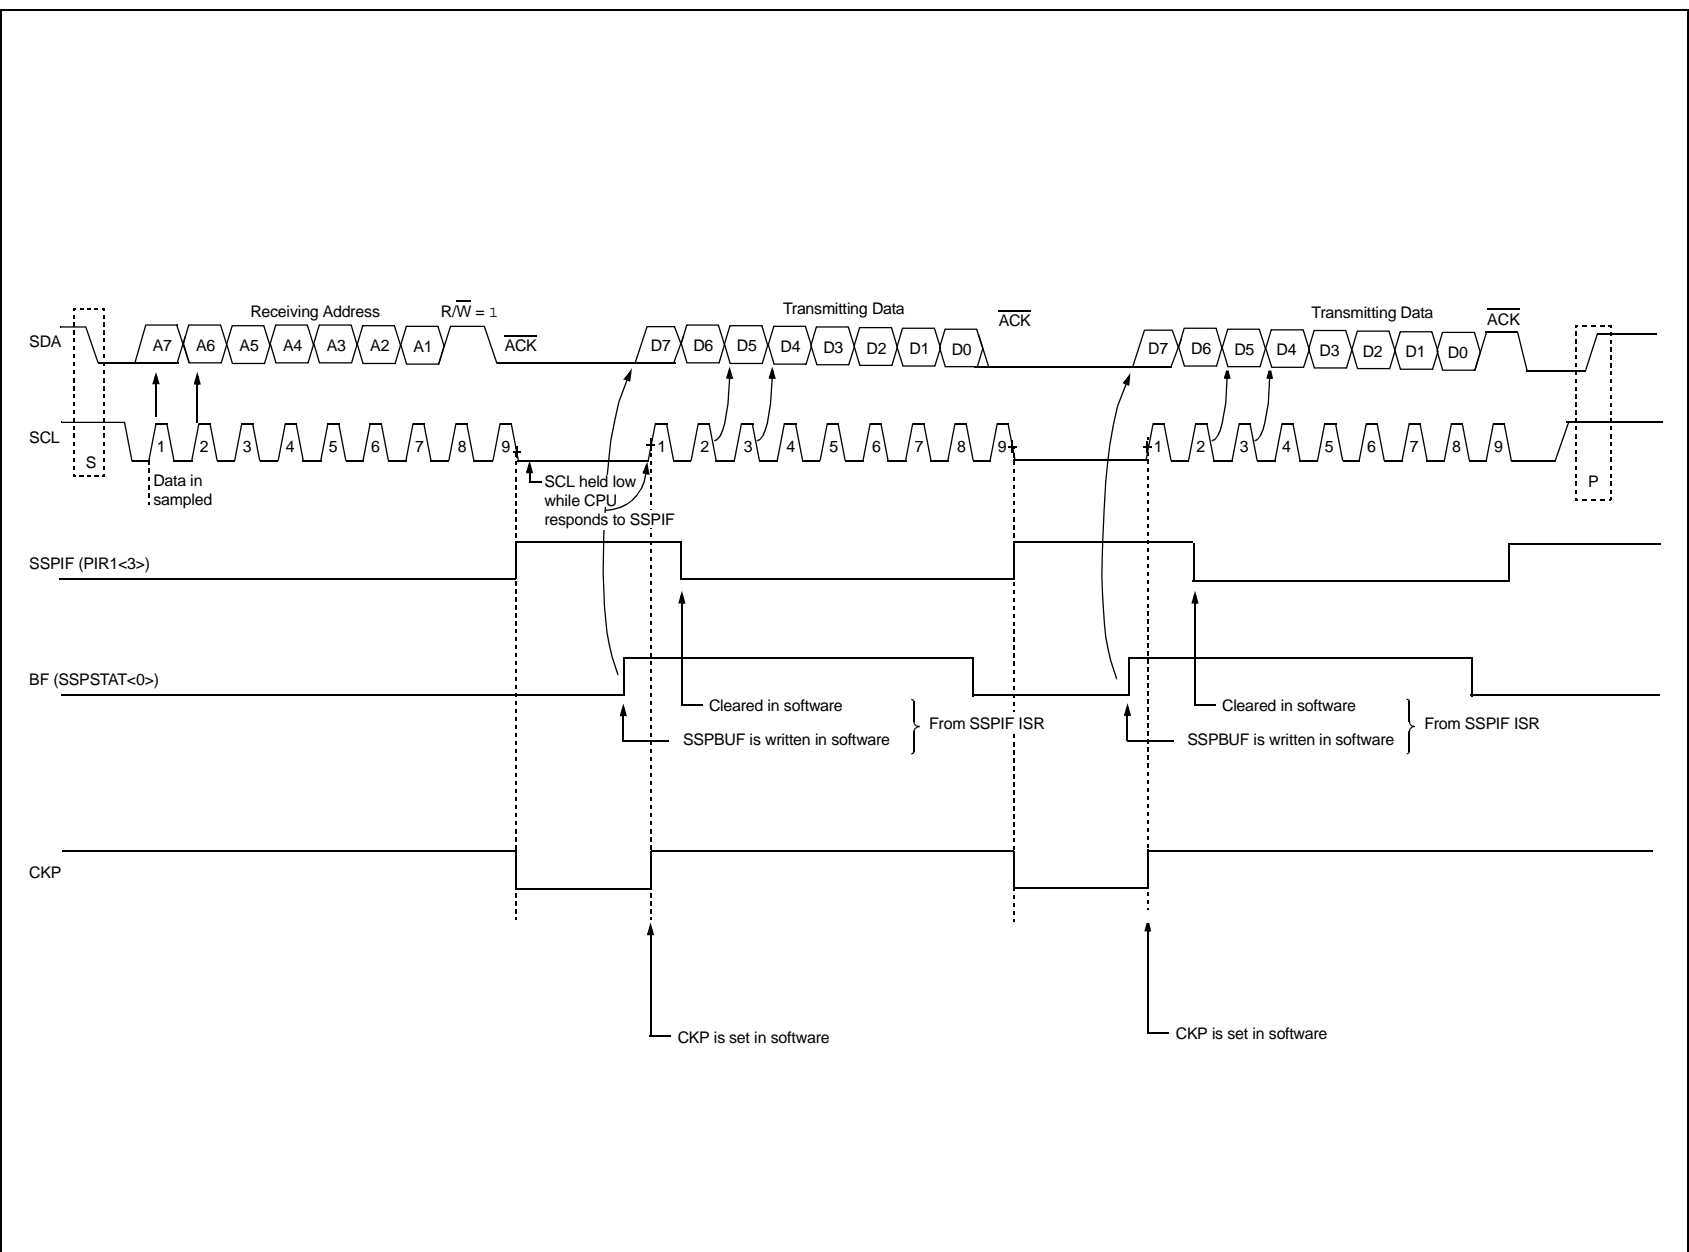 Receiving Address
R/W = 1
ACK
Transmitting Data
ACK
Transmitting Data
ACK
SDA
A7 A6 A5 A4 A3 A2 A1
D7 D6 D5 D4 D3 D2 D1 D0
D7 D6 D5 D4 D3 D2 D1 D0
SCL
S
1 2 3 4 5 6 7 8 9
1 2 3 4 5 6 7 8 9
1 2 3 4 5 6 7 8 9
P
Data in
sampled
SCL held low
while CPU
responds to SSPIF
SSPIF (PIR1<3>)
BF (SSPSTAT<0>)
Cleared in software
SSPBUF is written in software
From SSPIF ISR
Cleared in software
SSPBUF is written in software
From SSPIF ISR
CKP
CKP is set in software
CKP is set in software